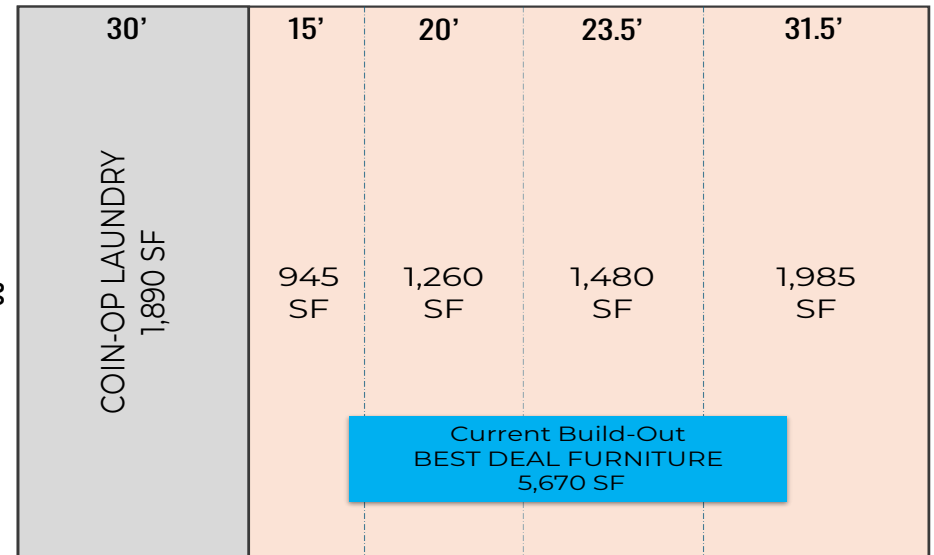 30’
15’
20’
23.5’
31.5’
COIN-OP LAUNDRY
1,890 SF
945
SF
1,260
SF
1,480
SF
1,985
SF
Current Build-Out
BEST DEAL FURNITURE
5,670 SF